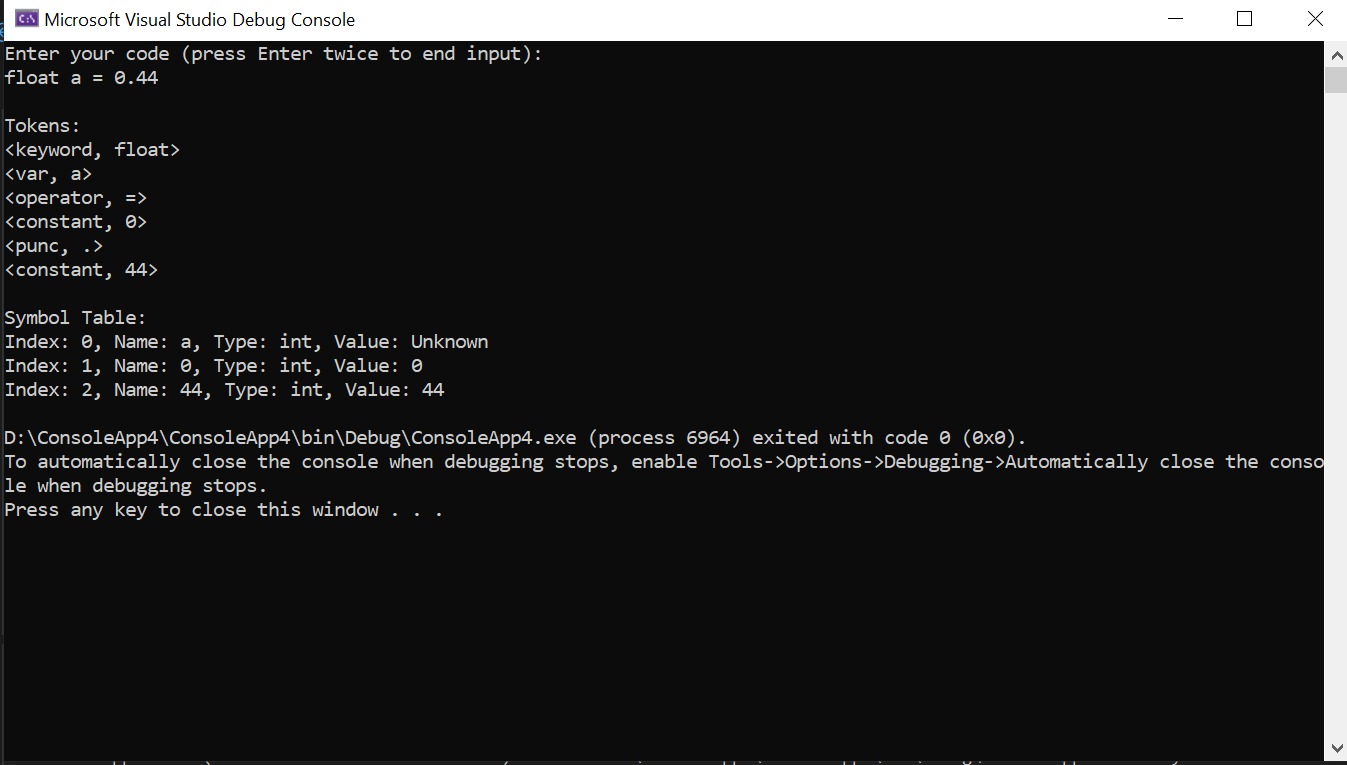 C:\ Microsoft Visual Studio Debug Console
Enter your code (press Enter twice to end input):
float a = 0.44
Tokens:
<keyword, float>
<var, a>
<operator, =>
<constant, 0>
<punc, .>
<constant, 44>
Symbol Table:
Index: 0, Name: a, Type: int, Value: Unknown
Index: 1, Name: 0, Type: int, Value: 0
Index: 2, Name: 44, Type: int, Value: 44
D:\ConsoleApp4\ConsoleApp4\bin\Debug\ConsoleApp4.exe (process 6964) exited with code 0 (0x0).
To automatically close the console when debugging stops, enable Tools->Options->Debugging->Automatically close the conso
le when debugging stops.
Press any key to close this window . . .